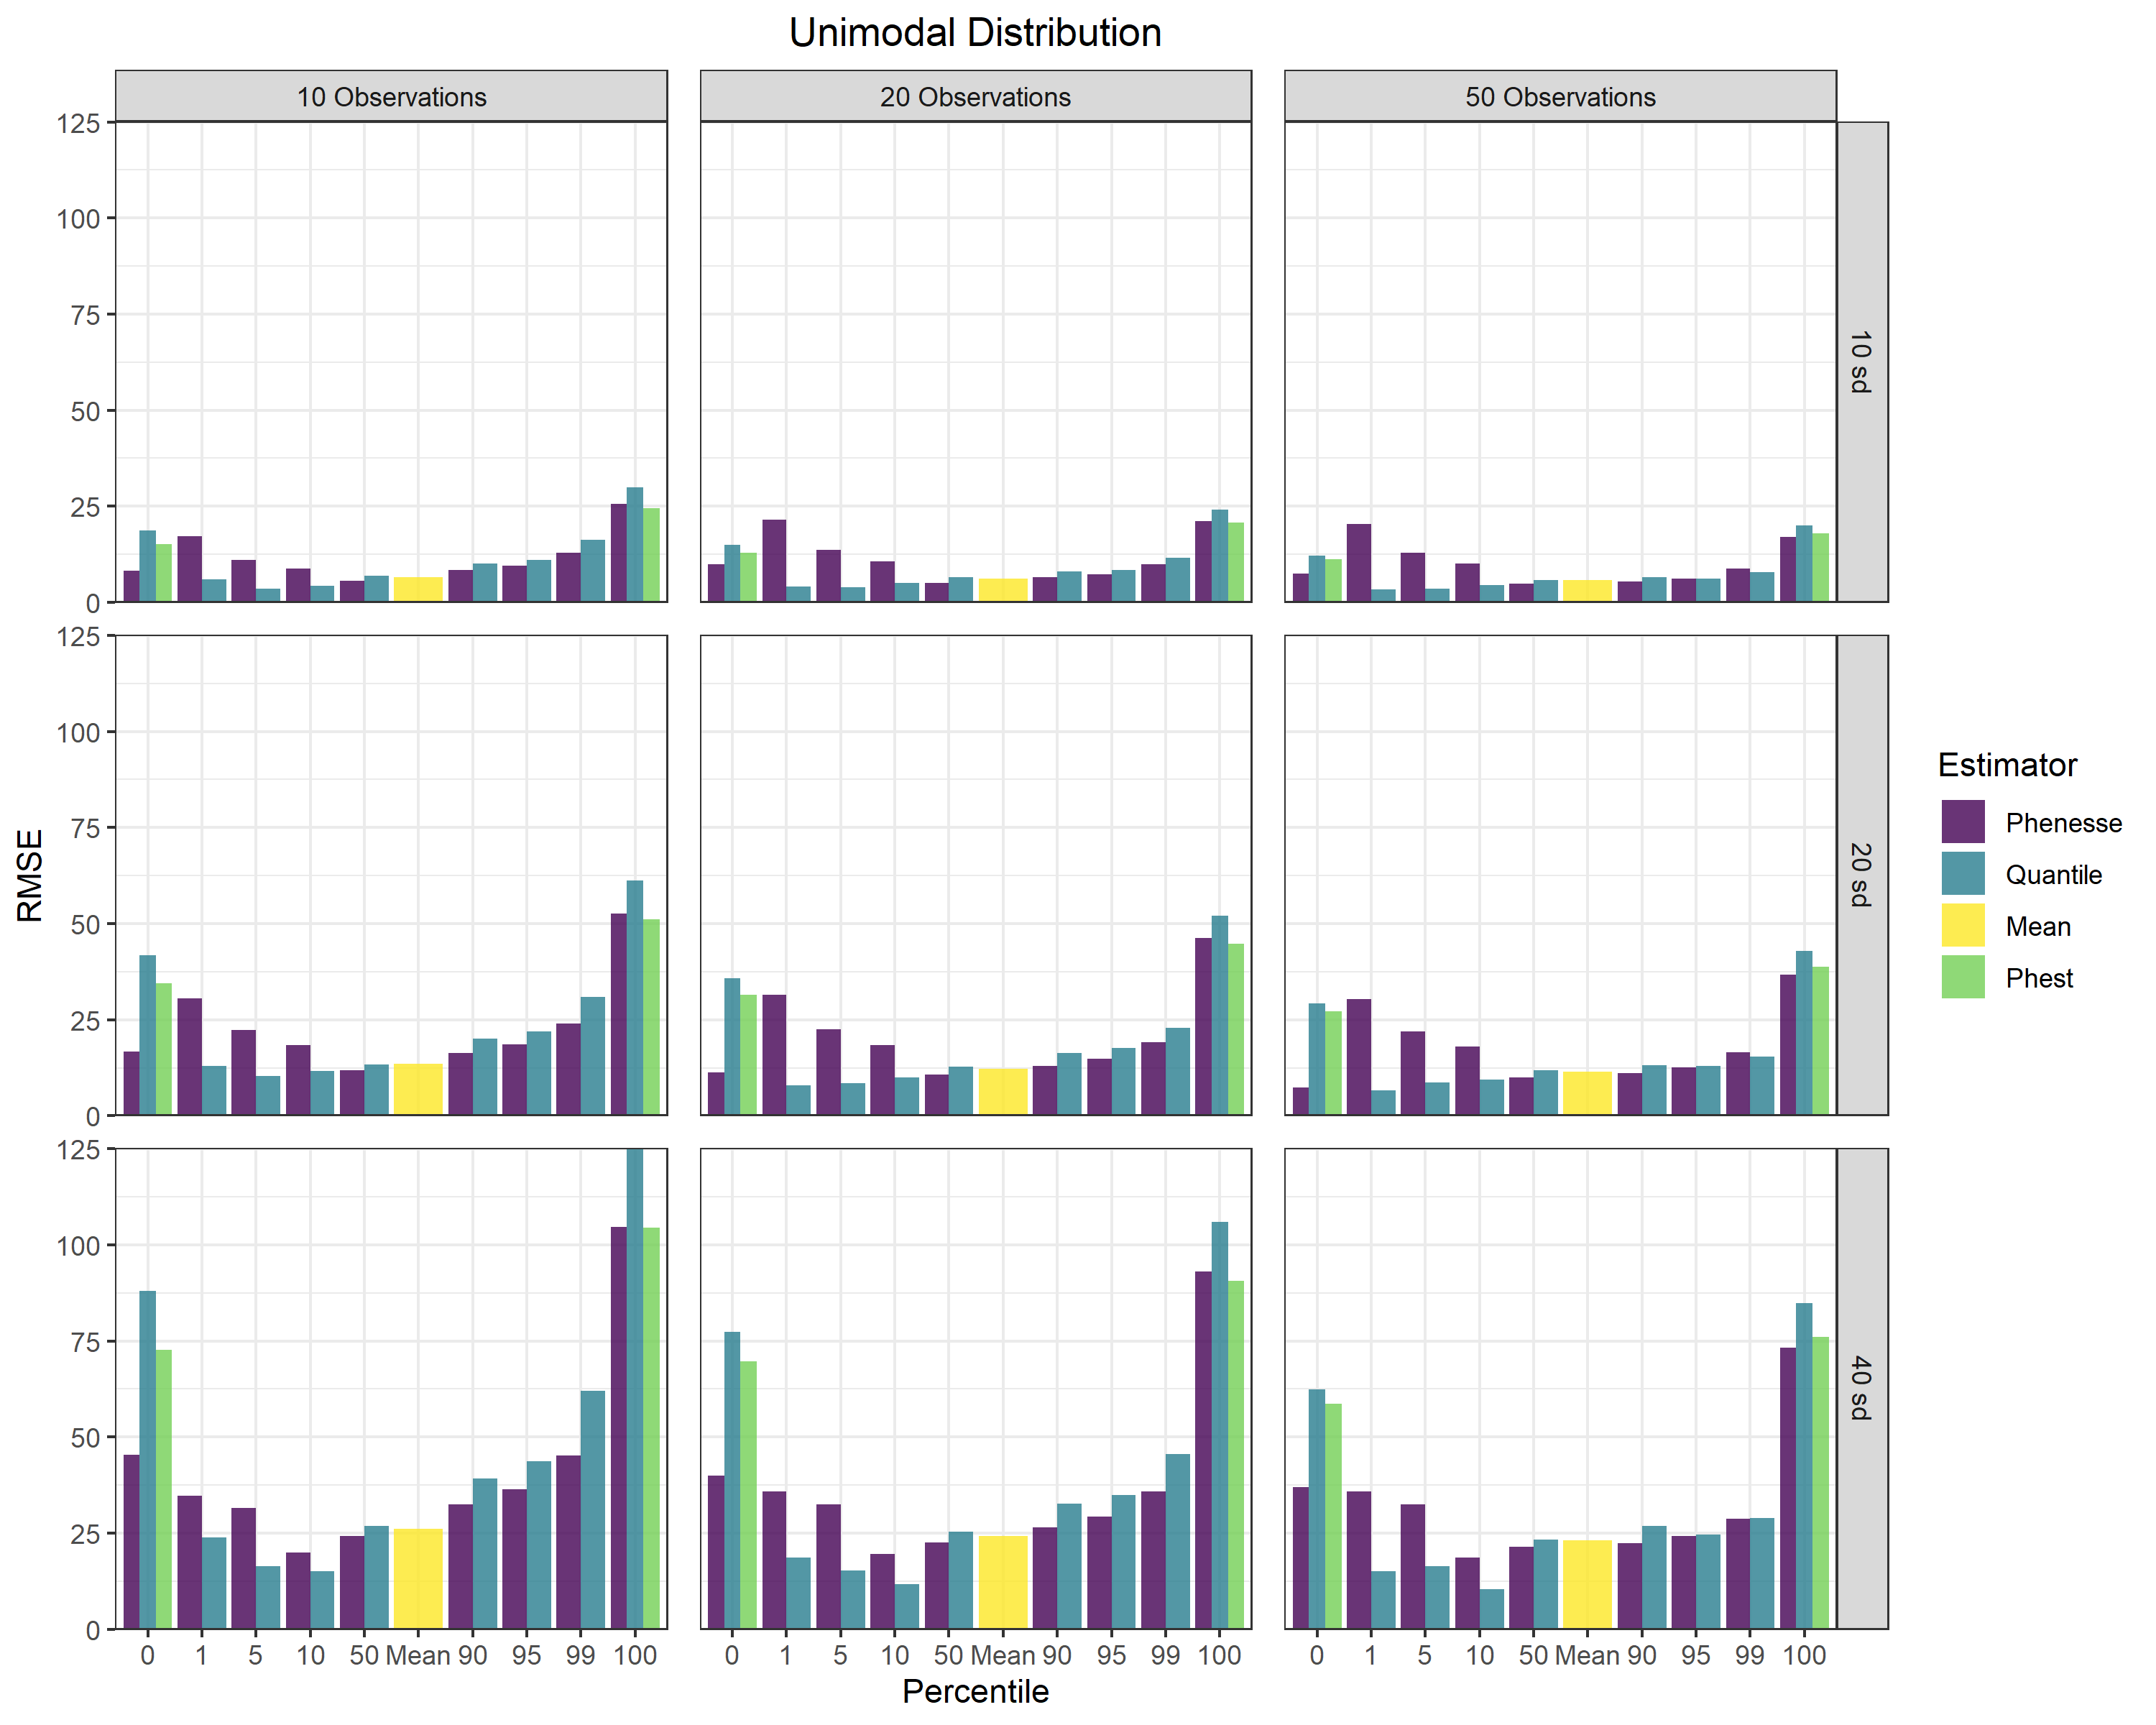 Unimodal Distribution
10 Observations
20 Observations
50 Observations
125
100
75
50
25
0
10 sd
125
100
75
50
25
0
20 sd
125
100
75
50
25
0
40 sd
RMSE
0 1 5 10 50 Mean 90 95 99 100
0 1 5 10 50 Mean 90 95 99 100
0 1 5 10 50 Mean 90 95 99 100
Percentile
Estimator
Phenesse
Quantile
Mean
Phest